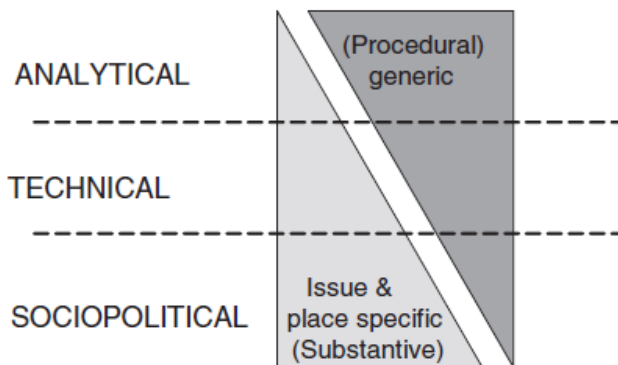 (Procedural)
generic
ANALYTICAL
TECHNICAL
Issue &
place specific
(Substantive)
SOCIOPOLITICAL